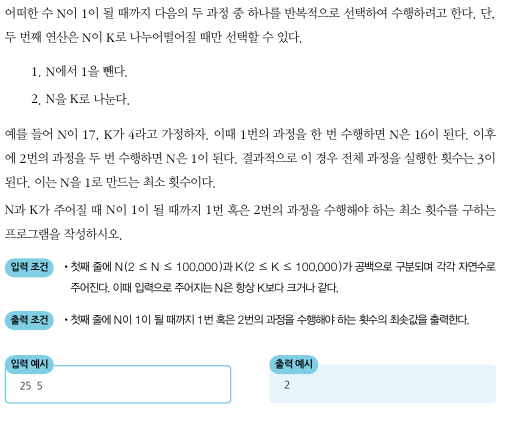 어떠한 수 N이 1이 될 때까지 다음의 두 과정 중 하나를 반복적으로 선택하여 수행하려고 한다. 단,
두 번째 연산은 N이 K로 나누어떨어질 때만 선택할 수 있다.
1. N에서 1을 뺀다.
2. N을 K로 나눈다.
예를 들어 N이 17, K가 4라고 가정하자. 이때 1번의 과정을 한 번 수행하면 N은 16이 된다. 이후
에 2번의 과정을 두 번 수행하면 N은 1이 된다. 결과적으로 이 경우 전체 과정을 실행한 횟수는 3이
된다. 이는 N을 1로 만드는 최소 횟수이다.
N과 K가 주어질 때 N이 1이 될 때까지 1번 혹은 2번의 과정을 수행해야 하는 최소 횟수를 구하는
프로그램을 작성하시오.
입력 조건 • 첫째 줄에 N(2 ≤ N ≤ 100,000)과 K(2 ≤ K ≤ 100,000)가 공백으로 구분되며 각각 자연수로
주어진다. 이때 입력으로 주어지는 N은 항상 K보다 크거나 같다.
출력 조건 • 첫째 줄에 N이 1이 될 때까지 1번 혹은 2번의 과정을 수행해야 하는 횟수의 최솟값을 출력한다.
입력 예시
25 5
출력 예시
2